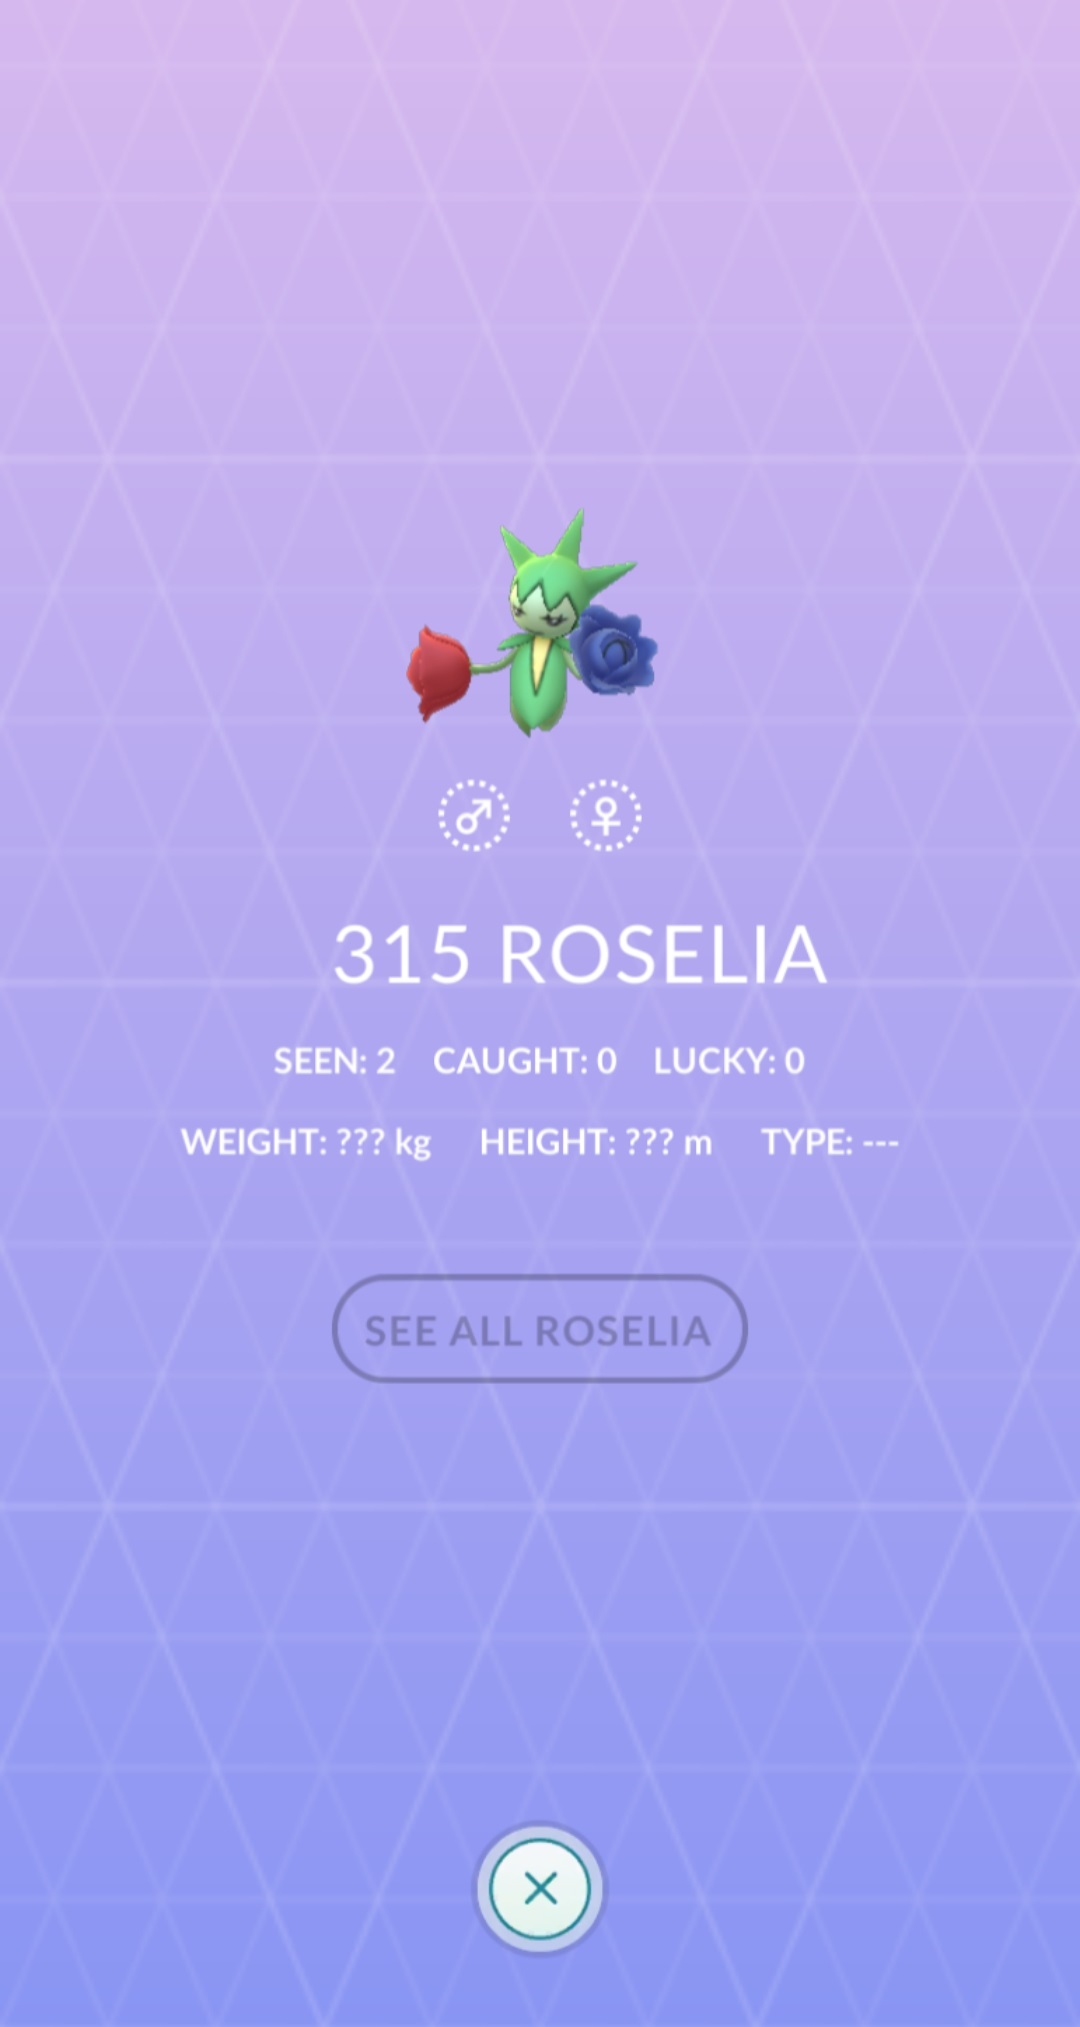 315 ROSELIA
SEEN: 2 CAUGHT: 0 LUCKY: 0
WEIGHT: ??? kg HEIGHT: ??? m TYPE: ---
SEE ALL ROSELIA